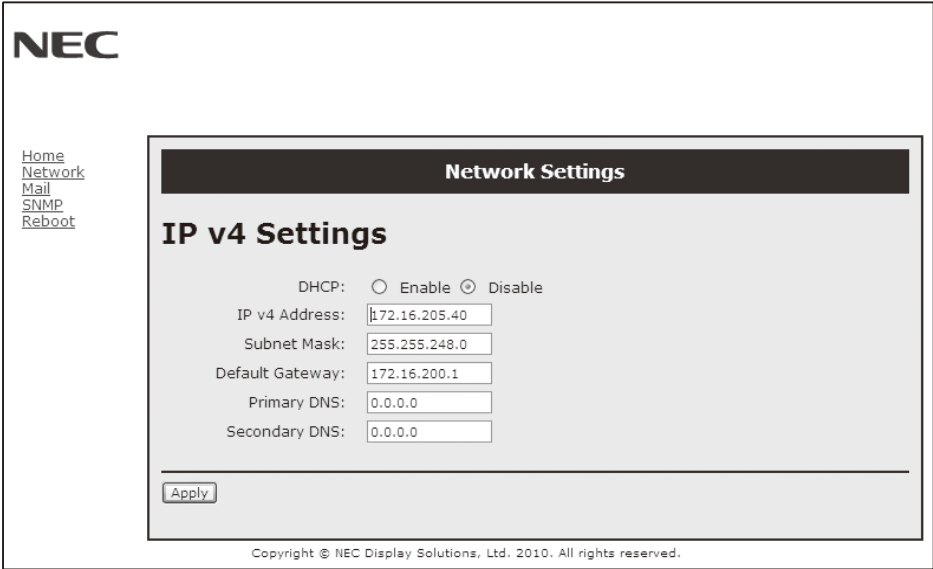 NEC
Home
Network
Mail
SNMP
Reboot
Network Settings
IP v4 Settings
DHCP: Enable Disable
IP v4 Address: 172.16.205.40
Subnet Mask: 255.255.248.0
Default Gateway: 172.16.200.1
Primary DNS: 0.0.0.0
Secondary DNS: 0.0.0.0
Apply
Copyright © NEC Display Solutions, Ltd. 2010. All rights reserved.